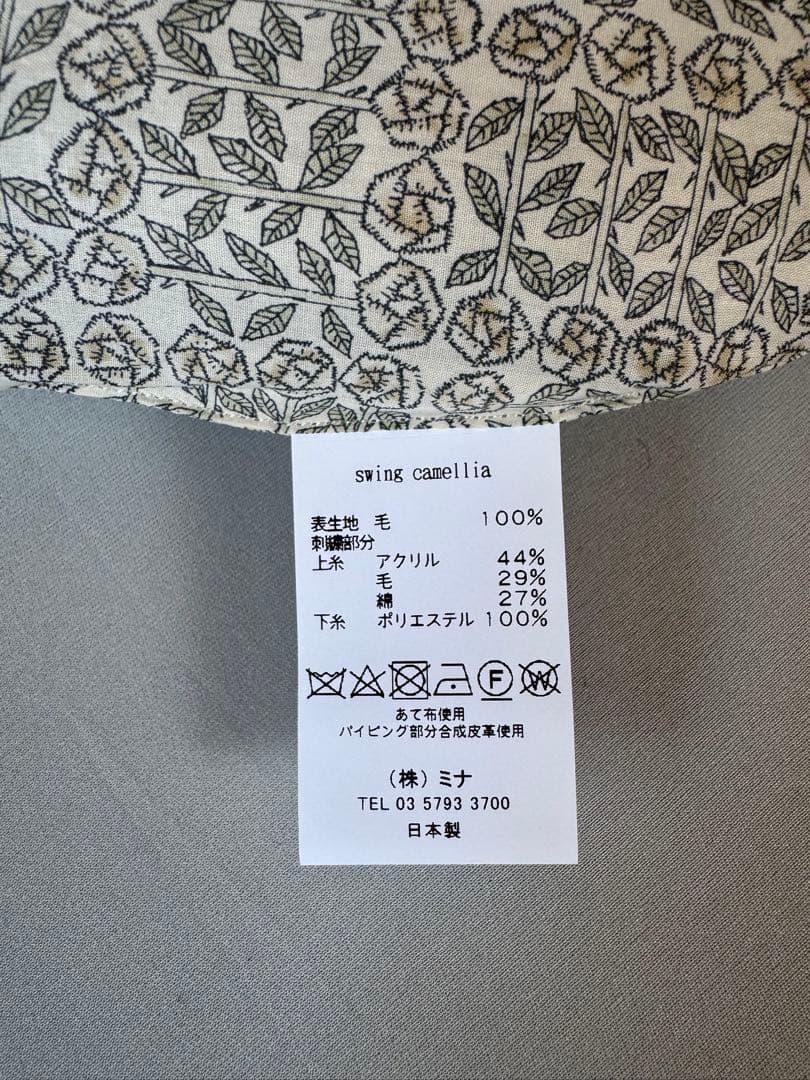 swing camellia
表生地 毛 100%
刺繍部分
上糸 アクリル 44%
毛 29%
綿 27%
下糸 ポリエステル 100%
F W
あて布使用
パイピング部分合成皮革使用
(株)ミナ
TEL 03 5793 3700
日本製